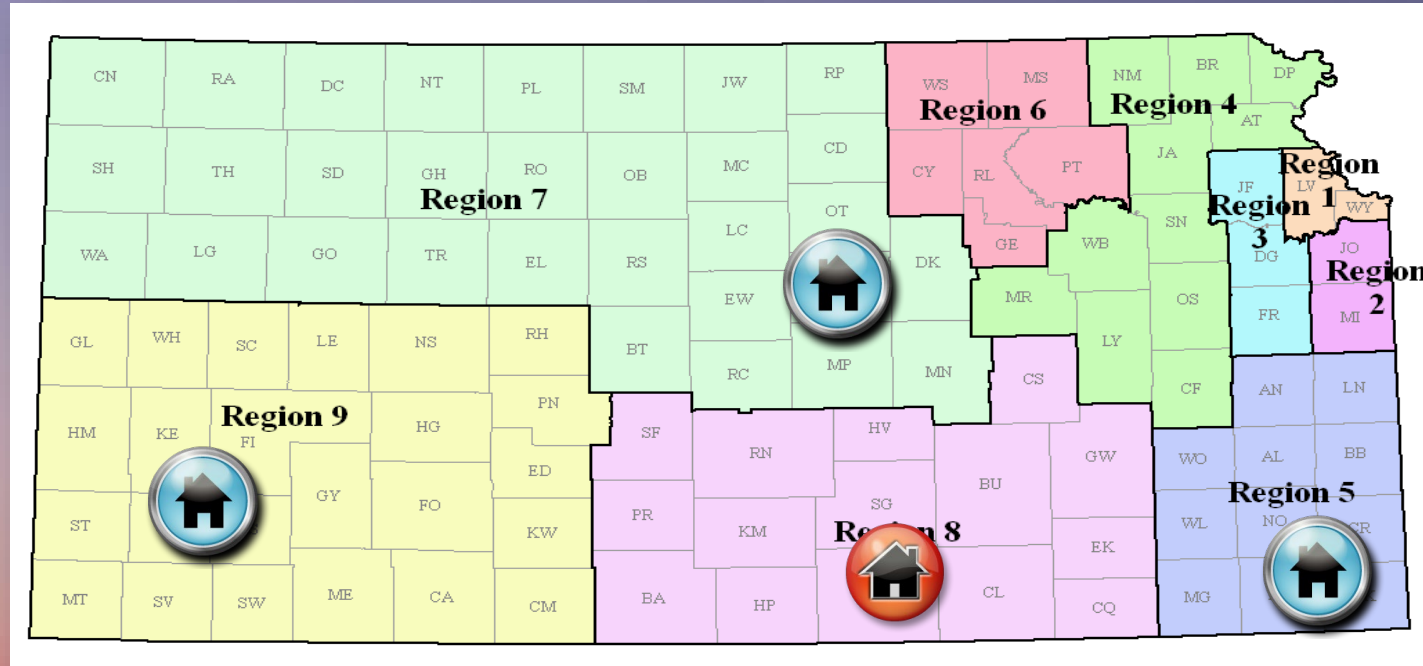 CN RA DC NT PL SM JW RP WS MS NM BR DP
Region 6 Region 4
AT
SH TH SD GH RO OB MC CD CY RL PT JA
Region 7
Region 1
JF LV WY
Region 3
WA LG GO TR EL RS LC OT DK GE WB SN DG JO
Region 2
EW MR OS FR MI
GL WH SC LE NS RH BT RC MP MN CS LY CF AN LN
Region 9
HM KE FI HG PN SF RN HV GW WO AL BB
Region 5
ST GY FO ED PR KM SG BU WL NO CR
Region 8
KW EK
MT SV SW ME CA CM BA HP CL CQ MG